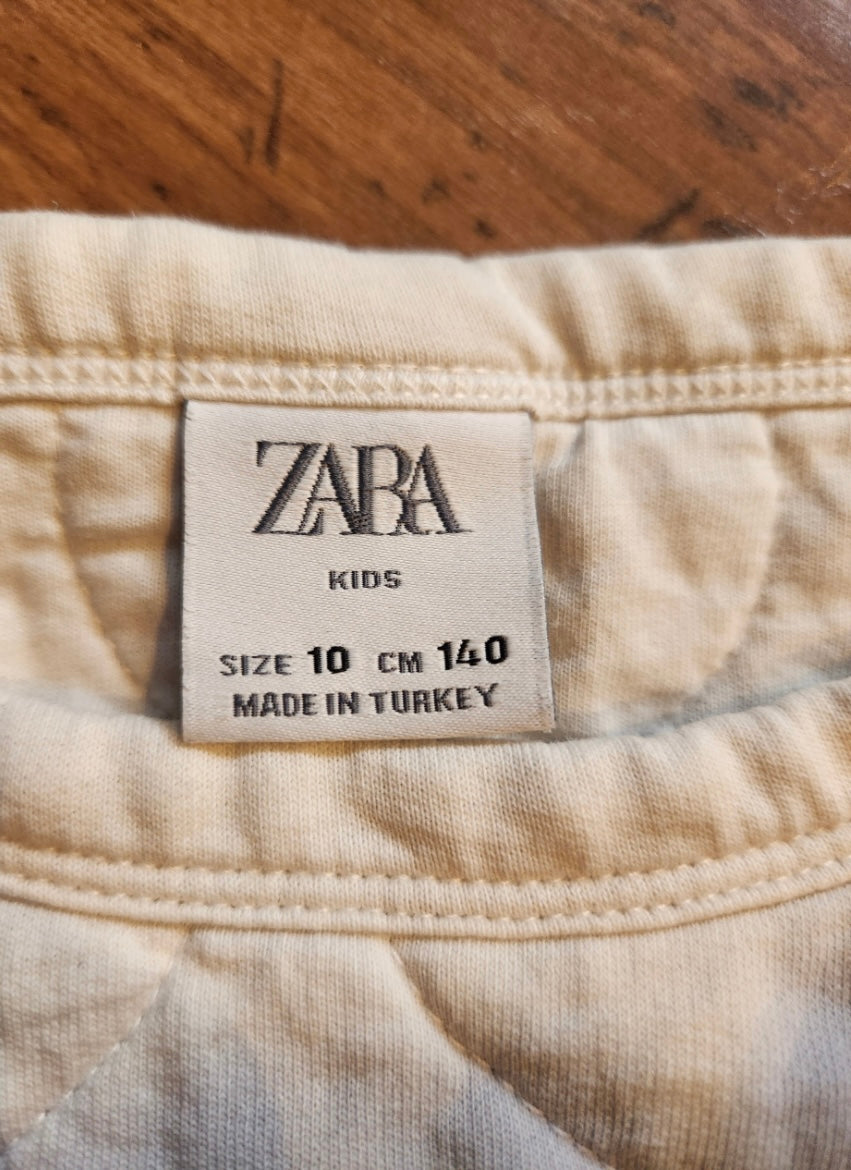 ZARA
KIDS
SIZE 10 CM 140
MADE IN TURKEY